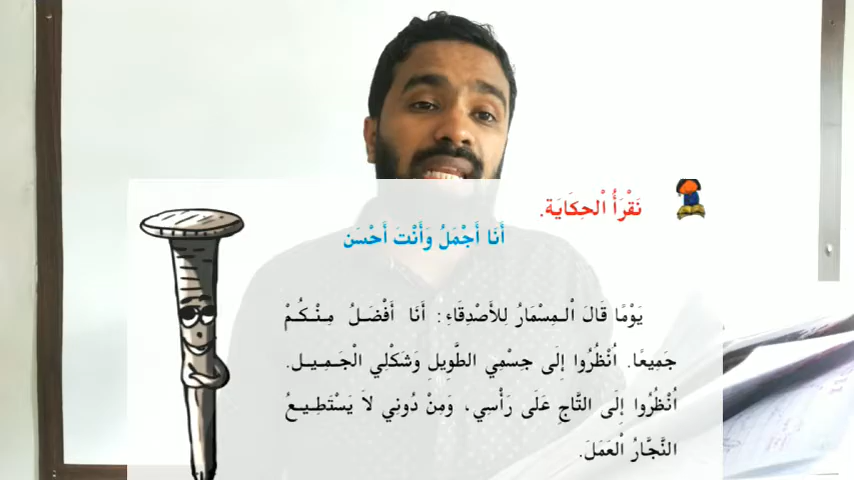 نَقْرَأُ الْحِكَايَة.
أَنَا أَجْمَلُ وَأَنْتَ أَحْسَن
يَوْمًا قَالَ الْمِسْمَارُ لِلأَصْدِقَاءِ: أَنَا أَفْضَلُ مِنْكُمْ
جَمِيعًا. اُنْظُرُوا إِلَى جِسْمِي الطَّوِيلِ وَشَكْلِي الْجَمِيل.
اُنْظُرُوا إِلَى التَّاجِ عَلَى رَأْسِي، وَمِنْ دُونِي لاَ يَسْتَطِيعُ
النَّجَّارُ الْعَمَلَ.